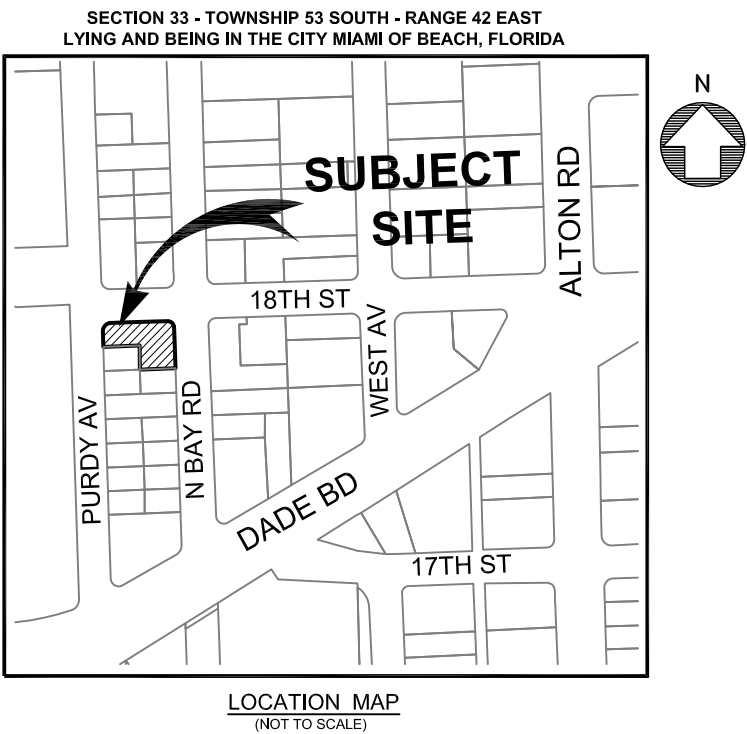 SECTION 33 - TOWNSHIP 53 SOUTH - RANGE 42 EAST
LYING AND BEING IN THE CITY MIAMI OF BEACH, FLORIDA
N
SUBJECT
SITE
ALTON RD
18TH ST
WEST AV
PURDY AV
N BAY RD
DADE BD
17TH ST
LOCATION MAP
(NOT TO SCALE)